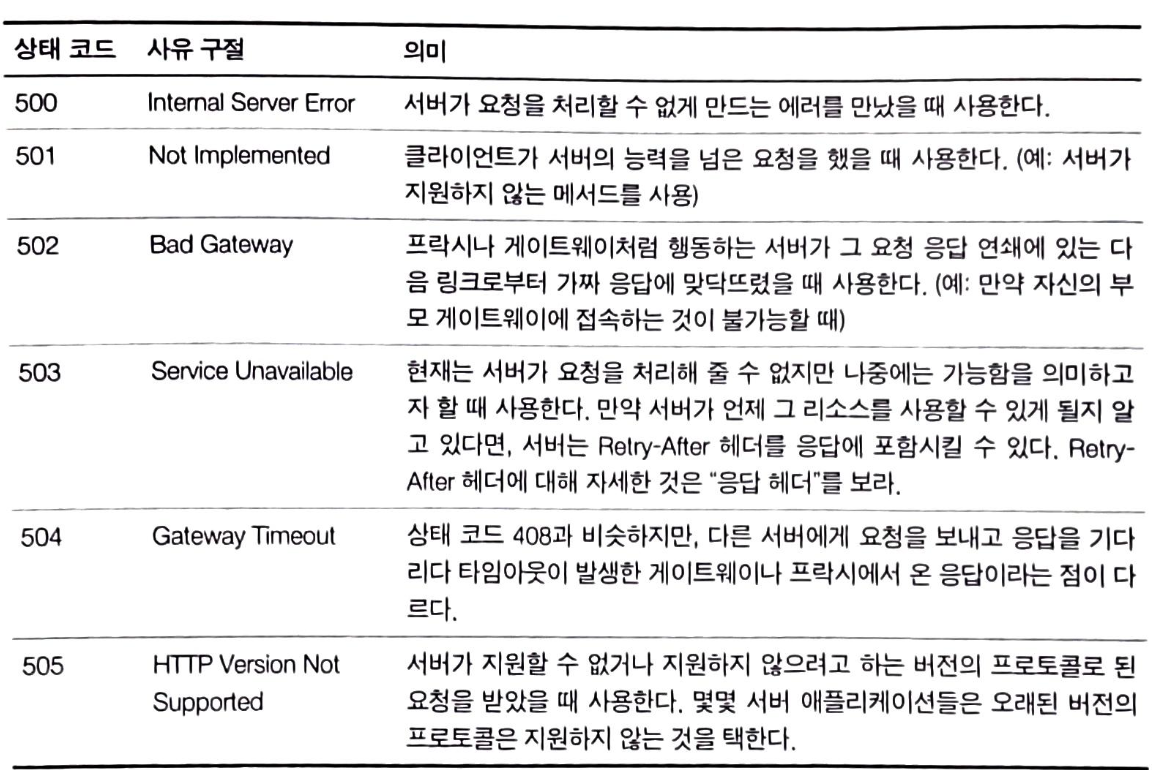 상태 코드 사유 구절 의미
500 Internal Server Error 서버가 요청을 처리할 수 없게 만드는 에러를 만났을 때 사용한다.
501 Not Implemented 클라이언트가 서버의 능력을 넘은 요청을 했을 때 사용한다. (예: 서버가
지원하지 않는 메서드를 사용)
502 Bad Gateway 프락시나 게이트웨이처럼 행동하는 서버가 그 요청 응답 연쇄에 있는 다
음 링크로부터 가짜 응답에 맞닥뜨렸을 때 사용한다. (예: 만약 자신의 부
모 게이트웨이에 접속하는 것이 불가능할 때)
503 Service Unavailable 현재는 서버가 요청을 처리해 줄 수 없지만 나중에는 가능함을 의미하고
자 할 때 사용한다. 만약 서버가 언제 그 리소스를 사용할 수 있게 될지 알
고 있다면, 서버는 Retry-After 헤더를 응답에 포함시킬 수 있다. Retry-
After 헤더에 대해 자세한 것은 “응답 헤더”를 보라.
504 Gateway Timeout 상태 코드 408과 비슷하지만, 다른 서버에게 요청을 보내고 응답을 기다
리다 타임아웃이 발생한 게이트웨이나 프락시에서 온 응답이라는 점이 다
르다.
505 HTTP Version Not 서버가 지원할 수 없거나 지원하지 않으려고 하는 버전의 프로토콜로 된
Supported 요청을 받았을 때 사용한다. 몇몇 서버 애플리케이션들은 오래된 버전의
프로토콜은 지원하지 않는 것을 택한다.